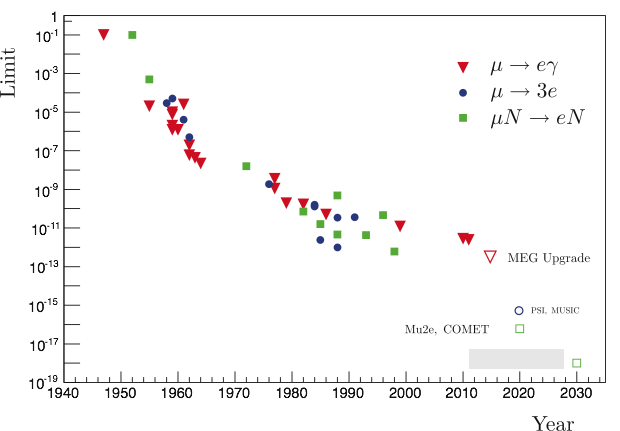 Limit
1
10⁻¹
10⁻³
10⁻⁵
10⁻⁷
10⁻⁹
10⁻¹¹
10⁻¹³
10⁻¹⁵
10⁻¹⁷
10⁻¹⁹
μ → eγ
μ → 3e
μN → eN
MEG Upgrade
PSI, MUSIC
Mu2e, COMET
1940 1950 1960 1970 1980 1990 2000 2010 2020 2030
Year